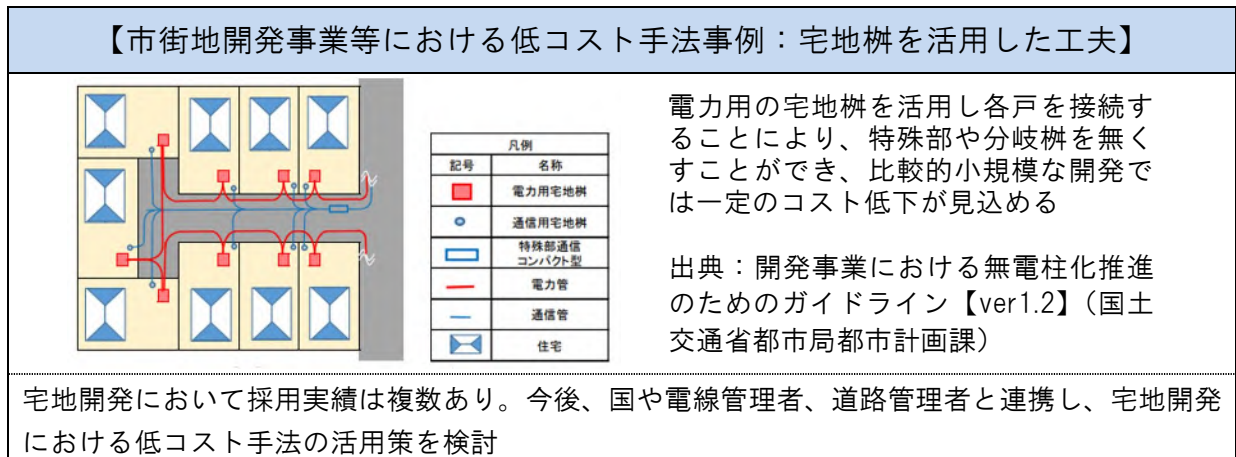 【市街地開発事業等における低コスト手法事例：宅地桝を活用した工夫】
凡例
記号 名称
電力用宅地桝
通信用宅地桝
特殊部通信
コンパクト型
電力管
通信管
住宅
電力用の宅地桝を活用し各戸を接続す
ることにより、特殊部や分岐桝を無く
すことができ、比較的小規模な開発で
は一定のコスト低下が見込める
出典：開発事業における無電柱化推進
のためのガイドライン【ver1.2】（国土
交通省都市局都市計画課）
宅地開発において採用実績は複数あり。今後、国や電線管理者、道路管理者と連携し、宅地開発
における低コスト手法の活用策を検討